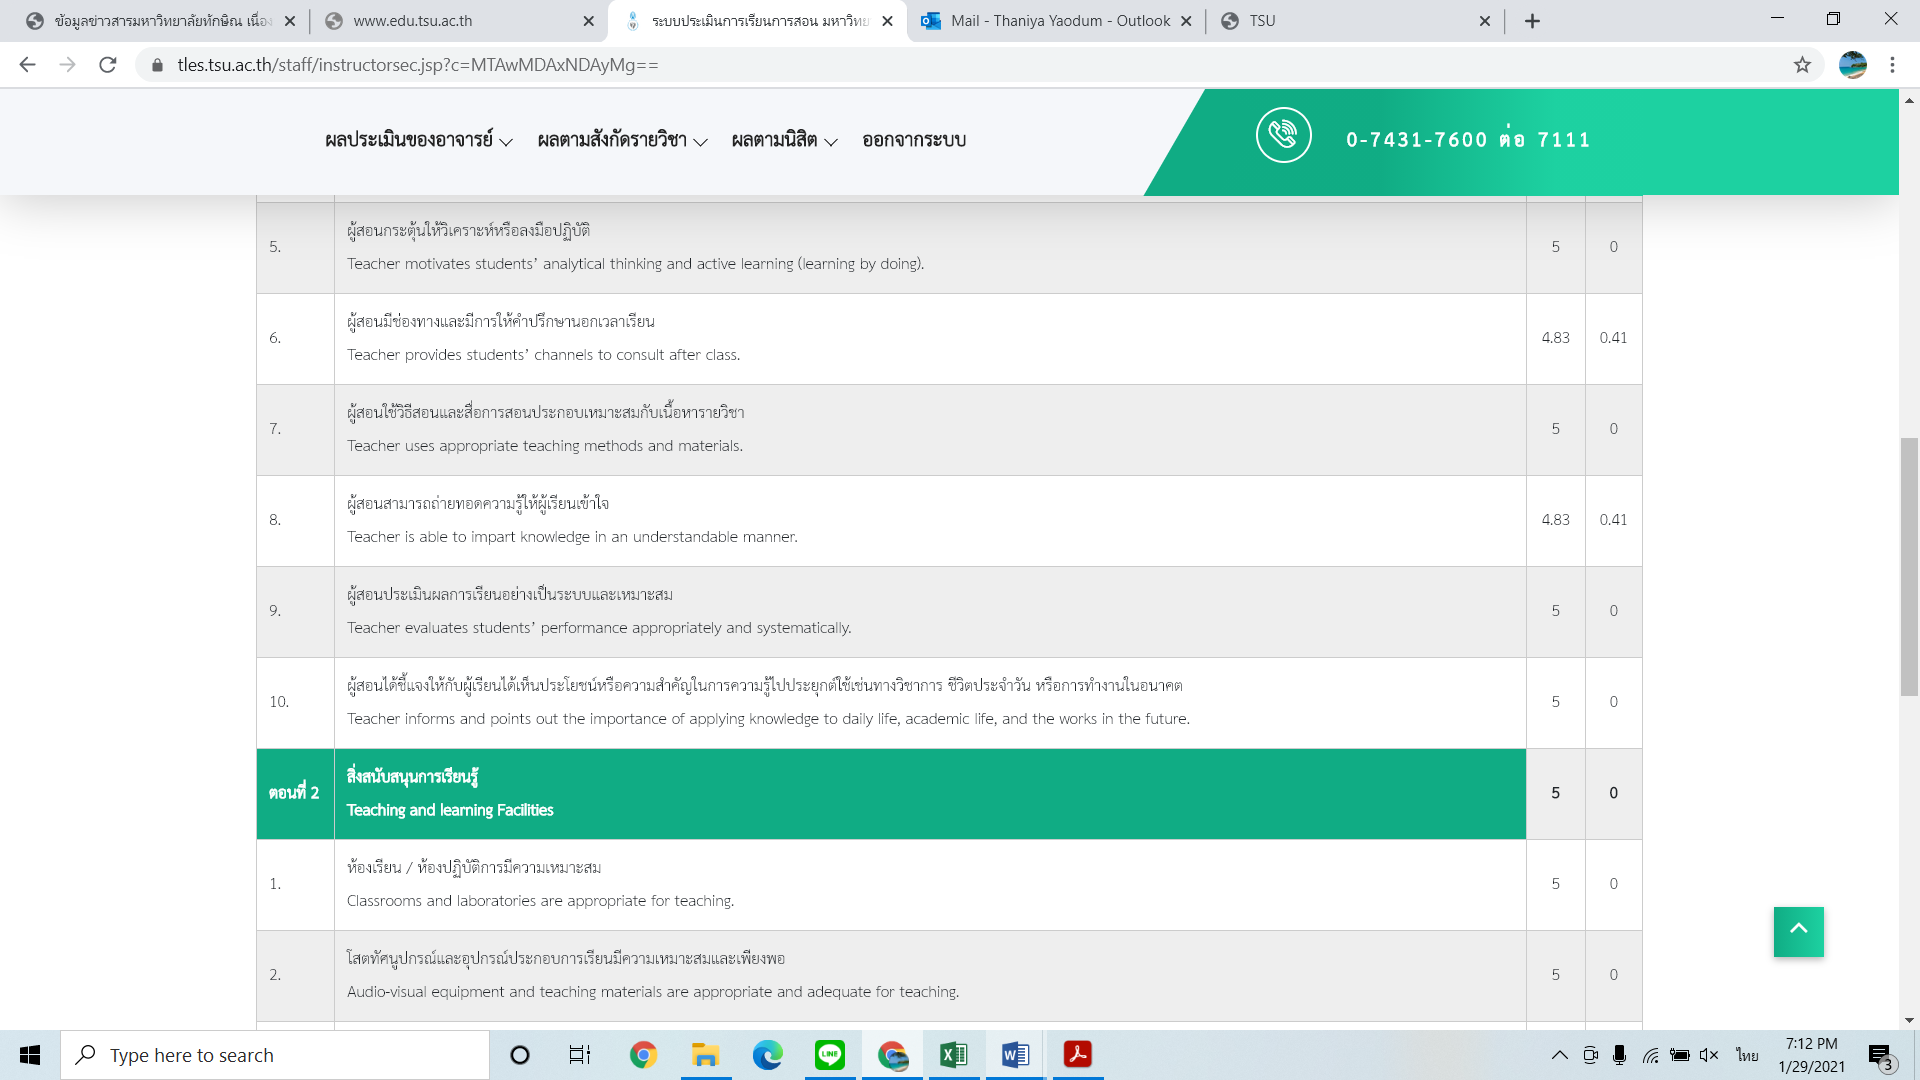 ข้อมูลข่าวสารมหาวิทยาลัยทักษิณ เนื่อง
www.edu.tsu.ac.th
ระบบประเมินการเรียนการสอน มหาวิทย
Mail - Thaniya Yaodum - Outlook
TSU
tles.tsu.ac.th/staff/instructorsec.jsp?c=MTAwMDAxNDAyMg==
ผลประเมินของอาจารย์ ผลตามสังกัดรายวิชา ผลตามนิสิต ออกจากระบบ
0-7431-7600 ต่อ 7111
5. ผู้สอนกระตุ้นให้วิเคราะห์หรือลงมือปฏิบัติ 5 0
Teacher motivates students’ analytical thinking and active learning (learning by doing).
6. ผู้สอนมีช่องทางและมีการให้คำปรึกษานอกเวลาเรียน 4.83 0.41
Teacher provides students’ channels to consult after class.
7. ผู้สอนใช้วิธีสอนและสื่อการสอนประกอบเหมาะสมกับเนื้อหารายวิชา 5 0
Teacher uses appropriate teaching methods and materials.
8. ผู้สอนสามารถถ่ายทอดความรู้ให้ผู้เรียนเข้าใจ 4.83 0.41
Teacher is able to impart knowledge in an understandable manner.
9. ผู้สอนประเมินผลการเรียนอย่างเป็นระบบและเหมาะสม 5 0
Teacher evaluates students’ performance appropriately and systematically.
10. ผู้สอนได้ชี้แจงให้กับผู้เรียนได้เห็นประโยชน์หรือความสำคัญในการความรู้ไปประยุกต์ใช้เช่นทางวิชาการ ชีวิตประจำวัน หรือการทำงานในอนาคต 5 0
Teacher informs and points out the importance of applying knowledge to daily life, academic life, and the works in the future.
ตอนที่ 2 สิ่งสนับสนุนการเรียนรู้ 5 0
Teaching and learning Facilities
1. ห้องเรียน / ห้องปฏิบัติการมีความเหมาะสม 5 0
Classrooms and laboratories are appropriate for teaching.
2. โสตทัศนูปกรณ์และอุปกรณ์ประกอบการเรียนมีความเหมาะสมและเพียงพอ 5 0
Audio-visual equipment and teaching materials are appropriate and adequate for teaching.
Type here to search
LINE
ไทย
7:12 PM
1/29/2021
3